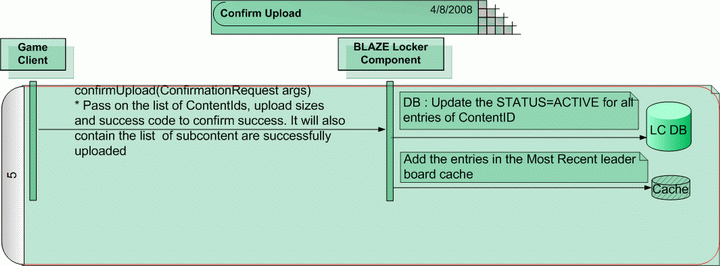 Confirm Upload
4/8/2008
Game
Client
BLAZE Locker
Component
confirmUpload(ConfirmationRequest args)
* Pass on the list of ContentIds, upload sizes
and success code to confirm success. It will also
contain the list of subcontent are successfully
uploaded
DB : Update the STATUS=ACTIVE for all
entries of ContentID
LC DB
Add the entries in the Most Recent leader
board cache
Cache
5